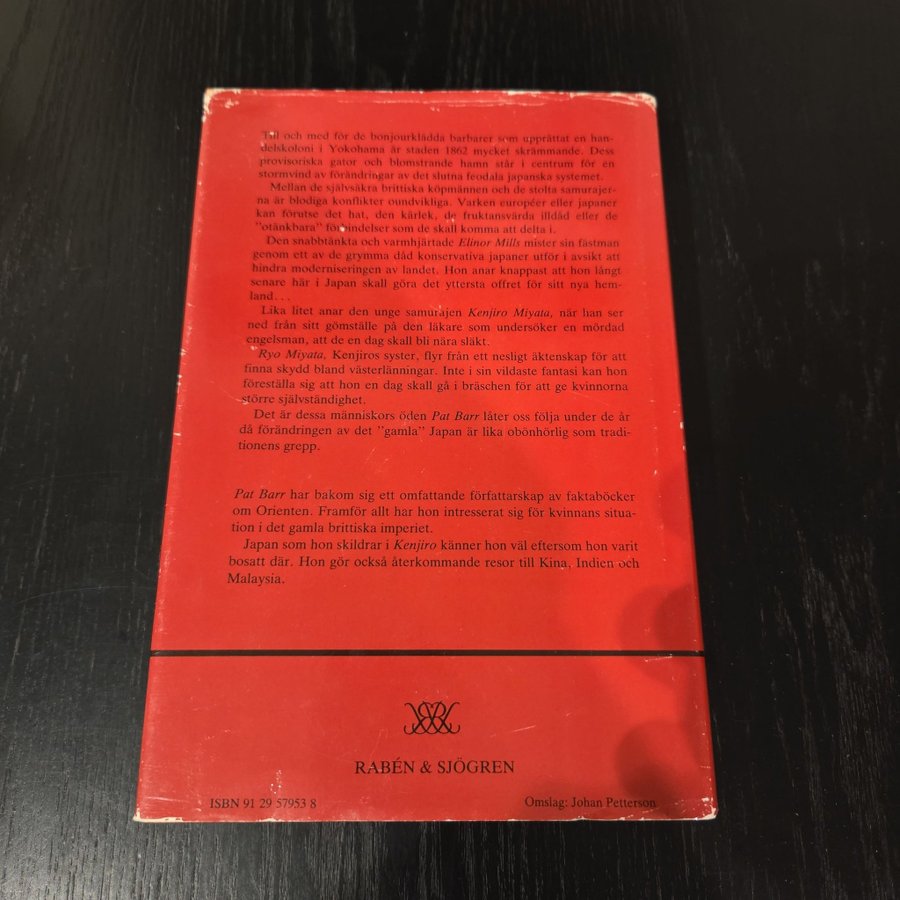 Till och med för de bonjourklädda barbarer som upprättat en han-
delskoloni i Yokohama är staden 1862 mycket skrämmande. Dess
provisoriska gator och blomstrande hamn står i centrum för en
stormvind av förändringar av det slutna feodala japanska systemet.
Mellan de självsäkra brittiska köpmännen och de stolta samurajer-
na är blodiga konflikter oundvikliga. Varken européer eller japaner
kan förutse det hat, den kärlek, de fruktansvärda illdåd eller de
"otänkbara" förbindelser som de skall komma att delta i.
Den snabbtänkta och varmhjärtade Elinor Mills mister sin fästman
genom ett av de grymma dåd konservativa japaner utför i avsikt att
hindra moderniseringen av landet. Hon anar knappast att hon långt
senare här i Japan skall göra det yttersta offret för sitt nya hem-
land...
Lika litet anar den unge samurajen Kenjiro Miyata, när han ser
ned från sitt gömställe på den läkare som undersöker en mördad
engelsman, att de en dag skall bli nära släkt.
Ryo Miyata, Kenjiros syster, flyr från ett nesligt äktenskap för att
finna skydd bland västerlänningar. Inte i sin vildaste fantasi kan hon
föreställa sig att hon en dag skall gå i bräschen för att ge kvinnorna
större självständighet.
Det är dessa människors öden Pat Barr låter oss följa under de år
då förändringen av det "gamla" Japan är lika obönhörlig som tradi-
tionens grepp.
Pat Barr har bakom sig ett omfattande författarskap av faktaböcker
om Orienten. Framför allt har hon intresserat sig för kvinnans situa-
tion i det gamla brittiska imperiet.
Japan som hon skildrar i Kenjiro känner hon väl eftersom hon varit
bosatt där. Hon gör också återkommande resor till Kina, Indien och
Malaysia.
RABÉN & SJÖGREN
ISBN 91 29 57953 8
Omslag: Johan Petterson